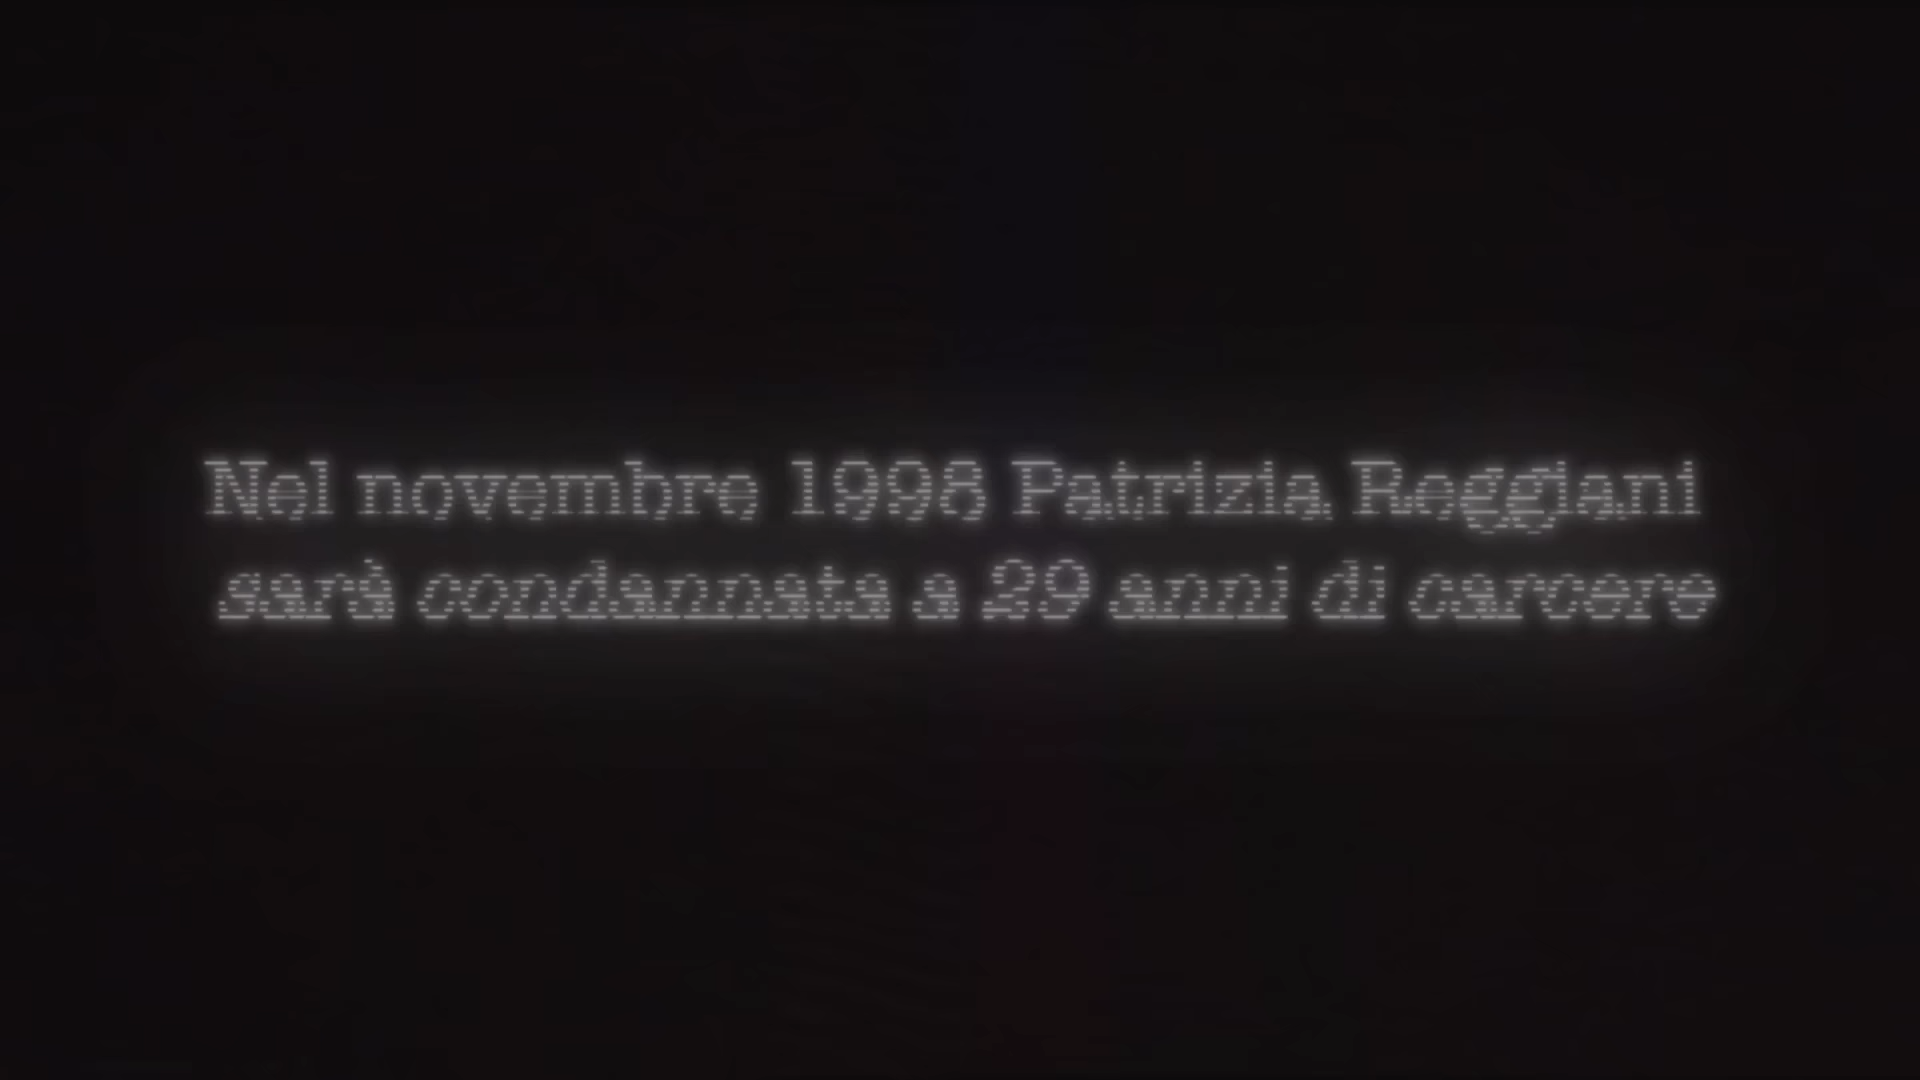 Nel novembre 1998 Patrizia Reggiani
sarà condannata a 29 anni di carcere